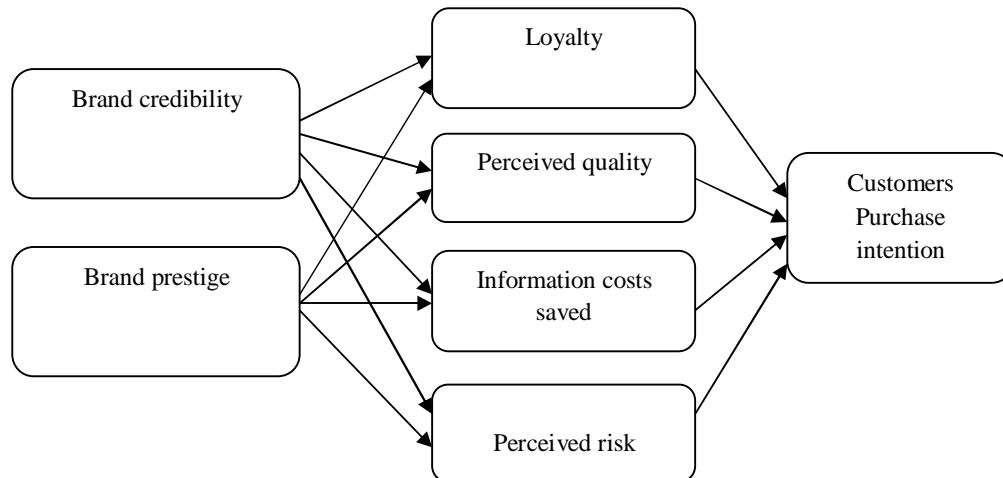 Brand credibility
Brand prestige
Loyalty
Perceived quality
Information costs
saved
Perceived risk
Customers
Purchase
intention